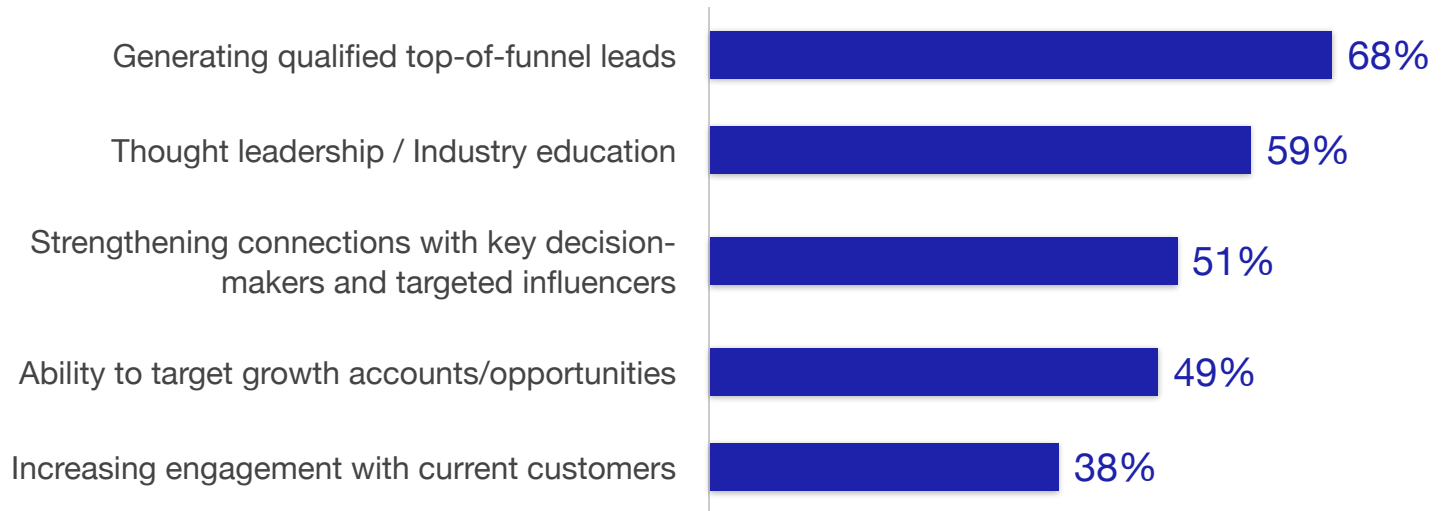 Generating qualified top-of-funnel leads 68%
Thought leadership / Industry education 59%
Strengthening connections with key decision-
makers and targeted influencers 51%
Ability to target growth accounts/opportunities 49%
Increasing engagement with current customers 38%